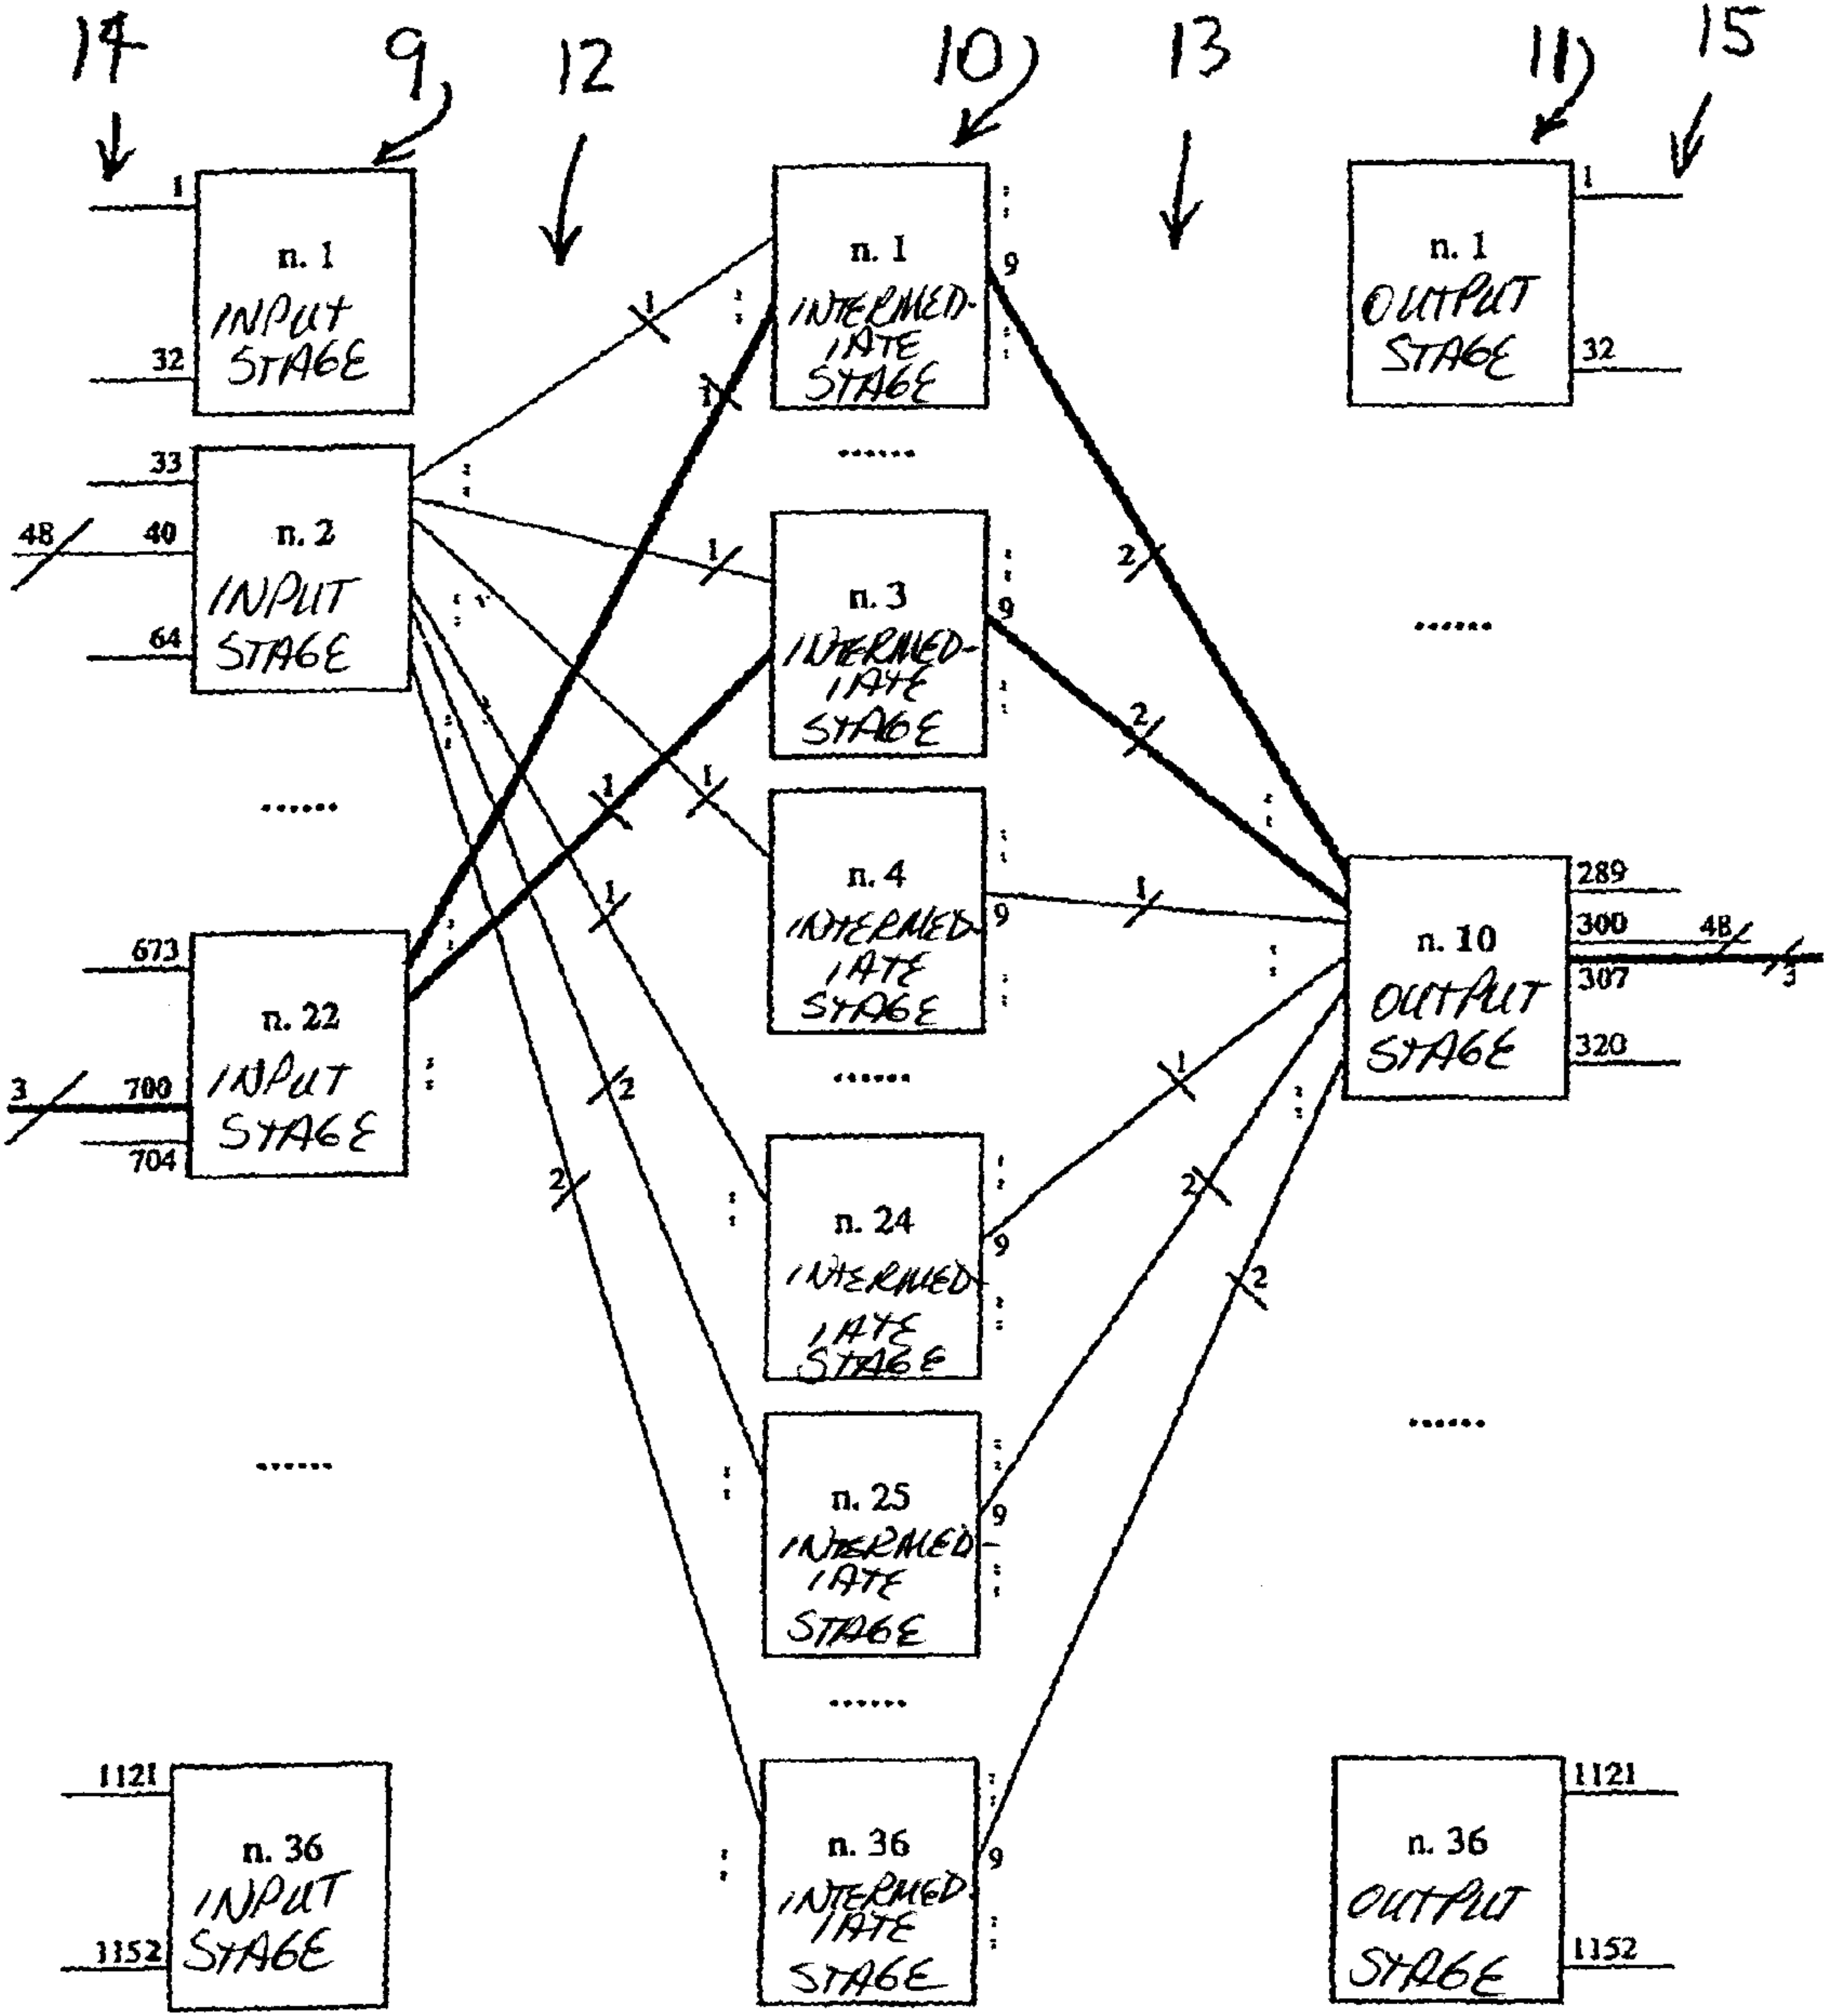 14
9
12
10
13
11
15
1
n. 1
INPUT
STAGE
32
33
48
40
n. 2
INPUT
STAGE
64
......
673
n. 22
INPUT
STAGE
3
700
704
......
1121
n. 36
INPUT
STAGE
1152
1
1
1
1
1
1
2
2
n. 1
INTERMED-
IATE
STAGE
9
......
n. 3
INTERMED-
IATE
STAGE
9
n. 4
INTERMED-
IATE
STAGE
9
......
n. 24
INTERMED-
IATE
STAGE
9
n. 25
INTERMED-
IATE
STAGE
9
......
n. 36
INTERMED-
IATE
STAGE
9
2
2
1
1
2
2
n. 1
OUTPUT
STAGE
1
32
......
n. 10
OUTPUT
STAGE
289
300
48
307
3
320
......
n. 36
OUTPUT
STAGE
1121
1152